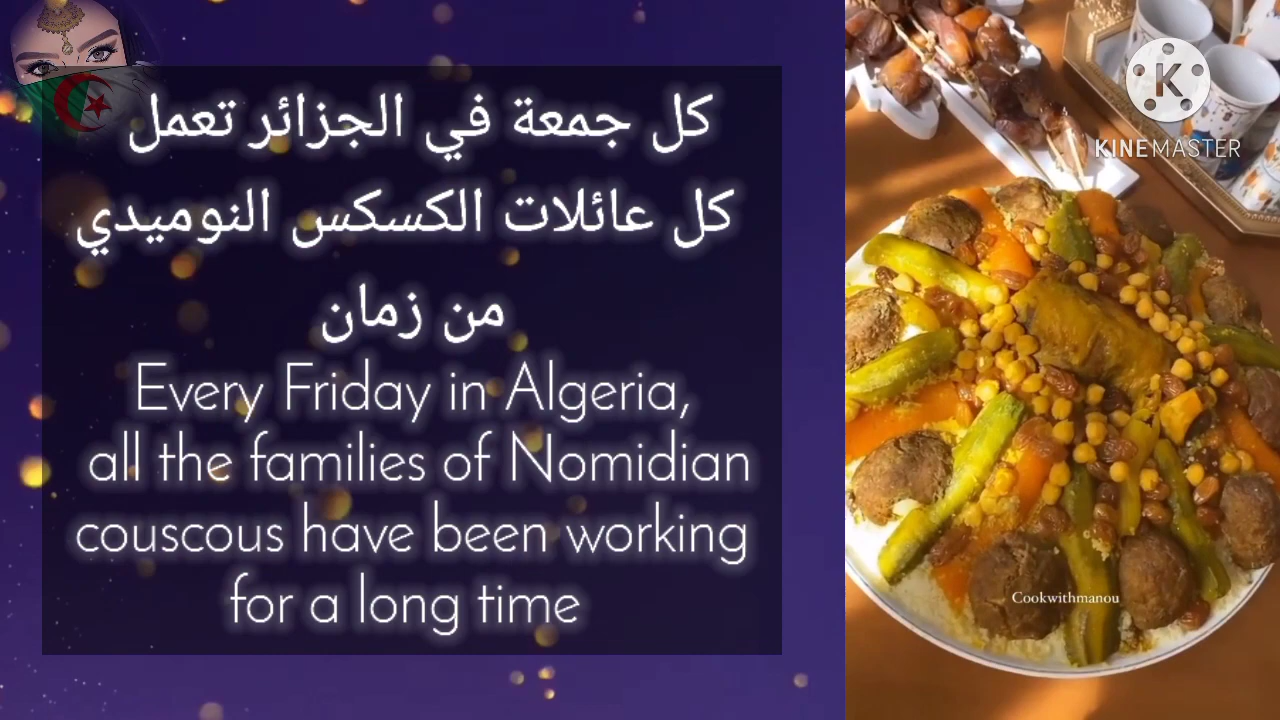 كل جمعة في الجزائر تعمل
كل عائلات الكسكس النوميدي
من زمان
Every Friday in Algeria,
all the families of Nomidian
couscous have been working
for a long time
K
KINEMASTER
Cookwithmanou